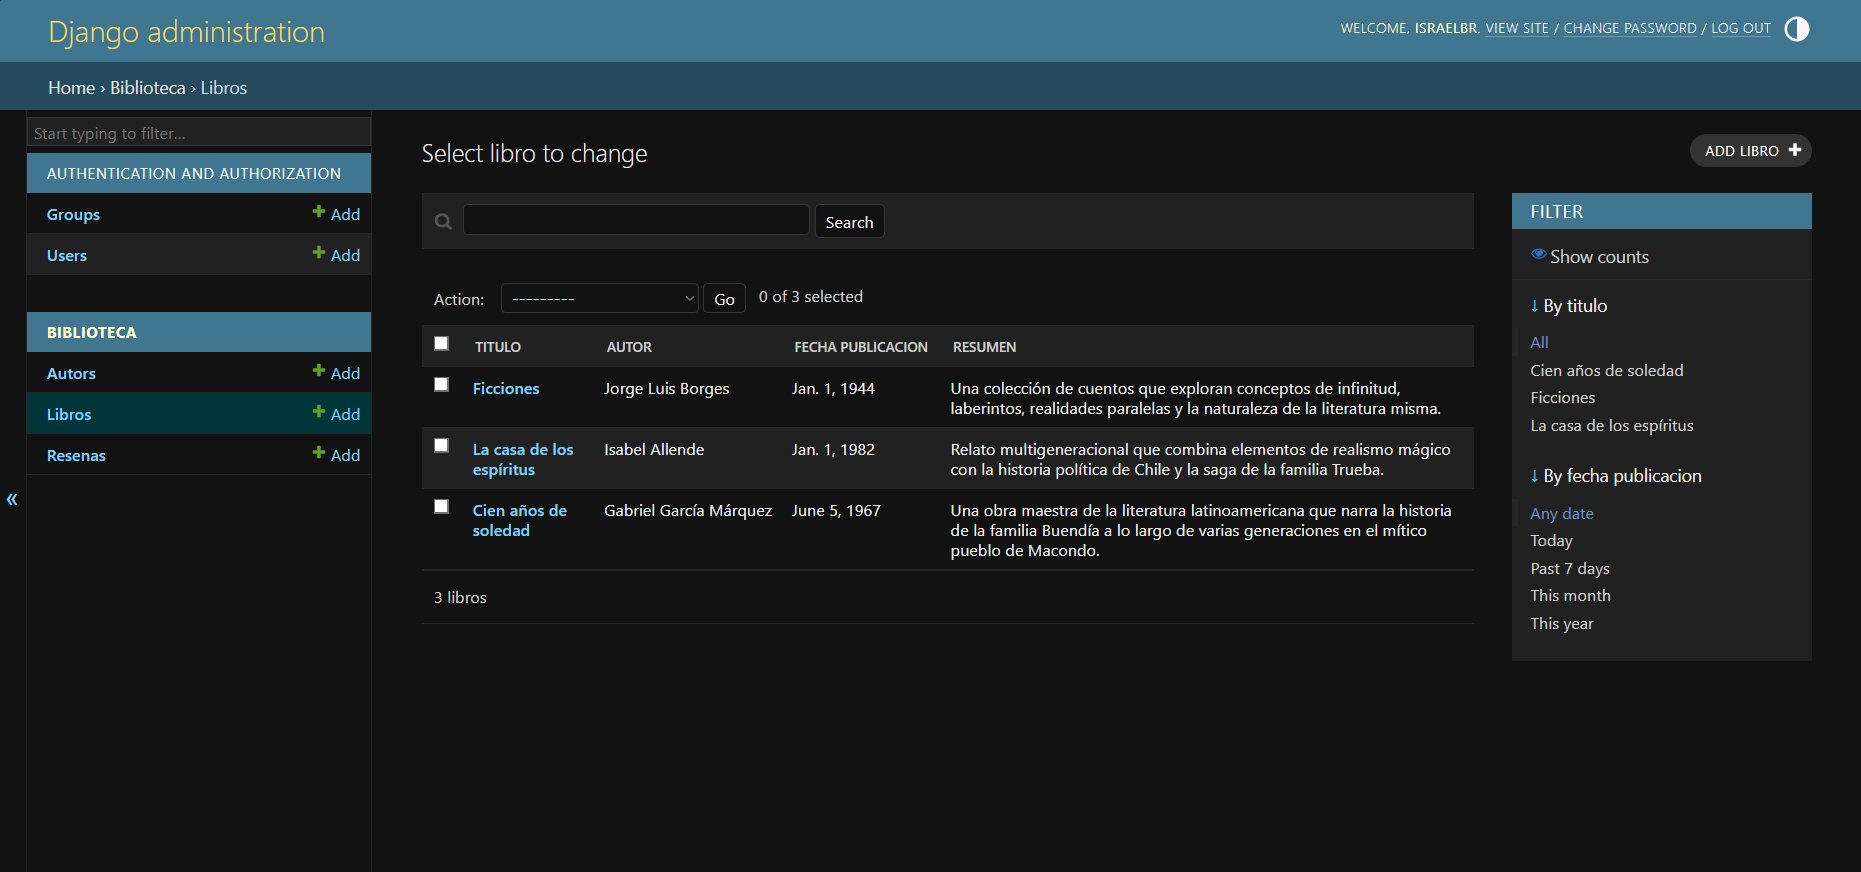 Django administration
WELCOME, ISRAELBR. VIEW SITE / CHANGE PASSWORD / LOG OUT
Home › Biblioteca › Libros
Start typing to filter...
AUTHENTICATION AND AUTHORIZATION
Groups + Add
Users + Add
BIBLIOTECA
Autors + Add
Libros + Add
Resenas + Add
«
Select libro to change
ADD LIBRO +
Search
Action: --------- Go 0 of 3 selected
TITULO AUTOR FECHA PUBLICACION RESUMEN
Ficciones Jorge Luis Borges Jan. 1, 1944 Una colección de cuentos que exploran conceptos de infinitud,
laberintos, realidades paralelas y la naturaleza de la literatura misma.
La casa de los Isabel Allende Jan. 1, 1982 Relato multigeneracional que combina elementos de realismo mágico
espíritus con la historia política de Chile y la saga de la familia Trueba.
Cien años de Gabriel García Márquez June 5, 1967 Una obra maestra de la literatura latinoamericana que narra la historia
soledad de la familia Buendía a lo largo de varias generaciones en el mítico
pueblo de Macondo.
3 libros
FILTER
Show counts
↓ By titulo
All
Cien años de soledad
Ficciones
La casa de los espíritus
↓ By fecha publicacion
Any date
Today
Past 7 days
This month
This year